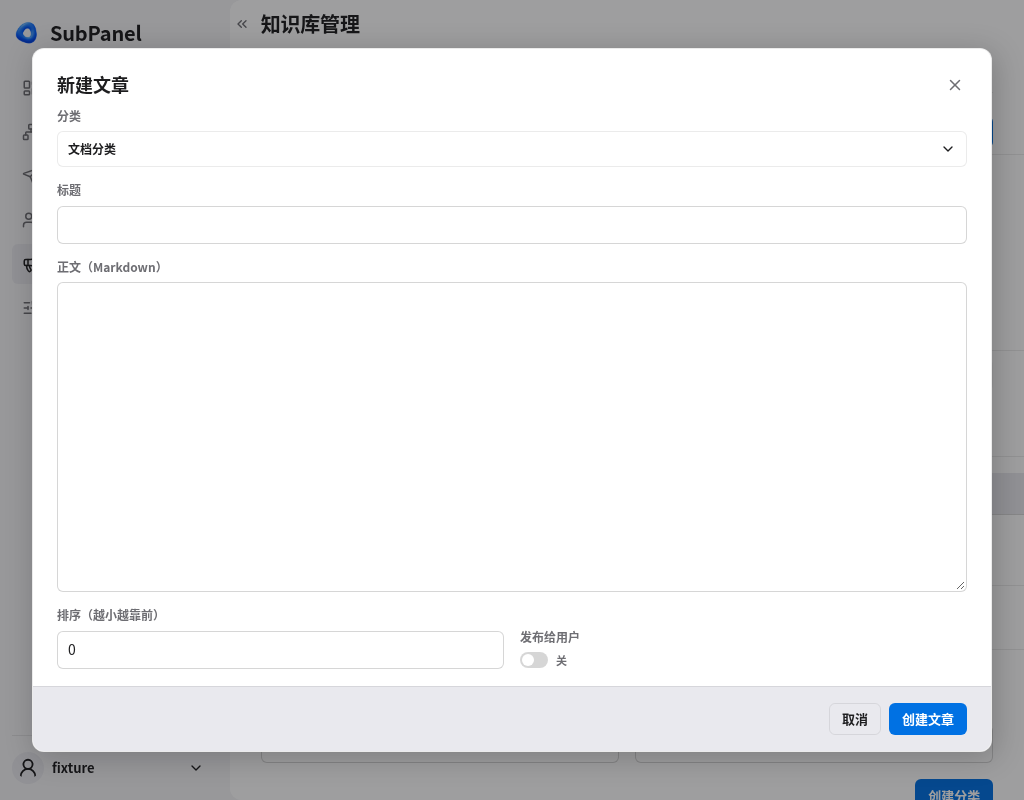 SubPanel
知识库管理
新建文章
分类
文档分类
标题
正文（Markdown）
排序（越小越靠前）
0
发布给用户
关
取消
创建文章
fixture
创建分类